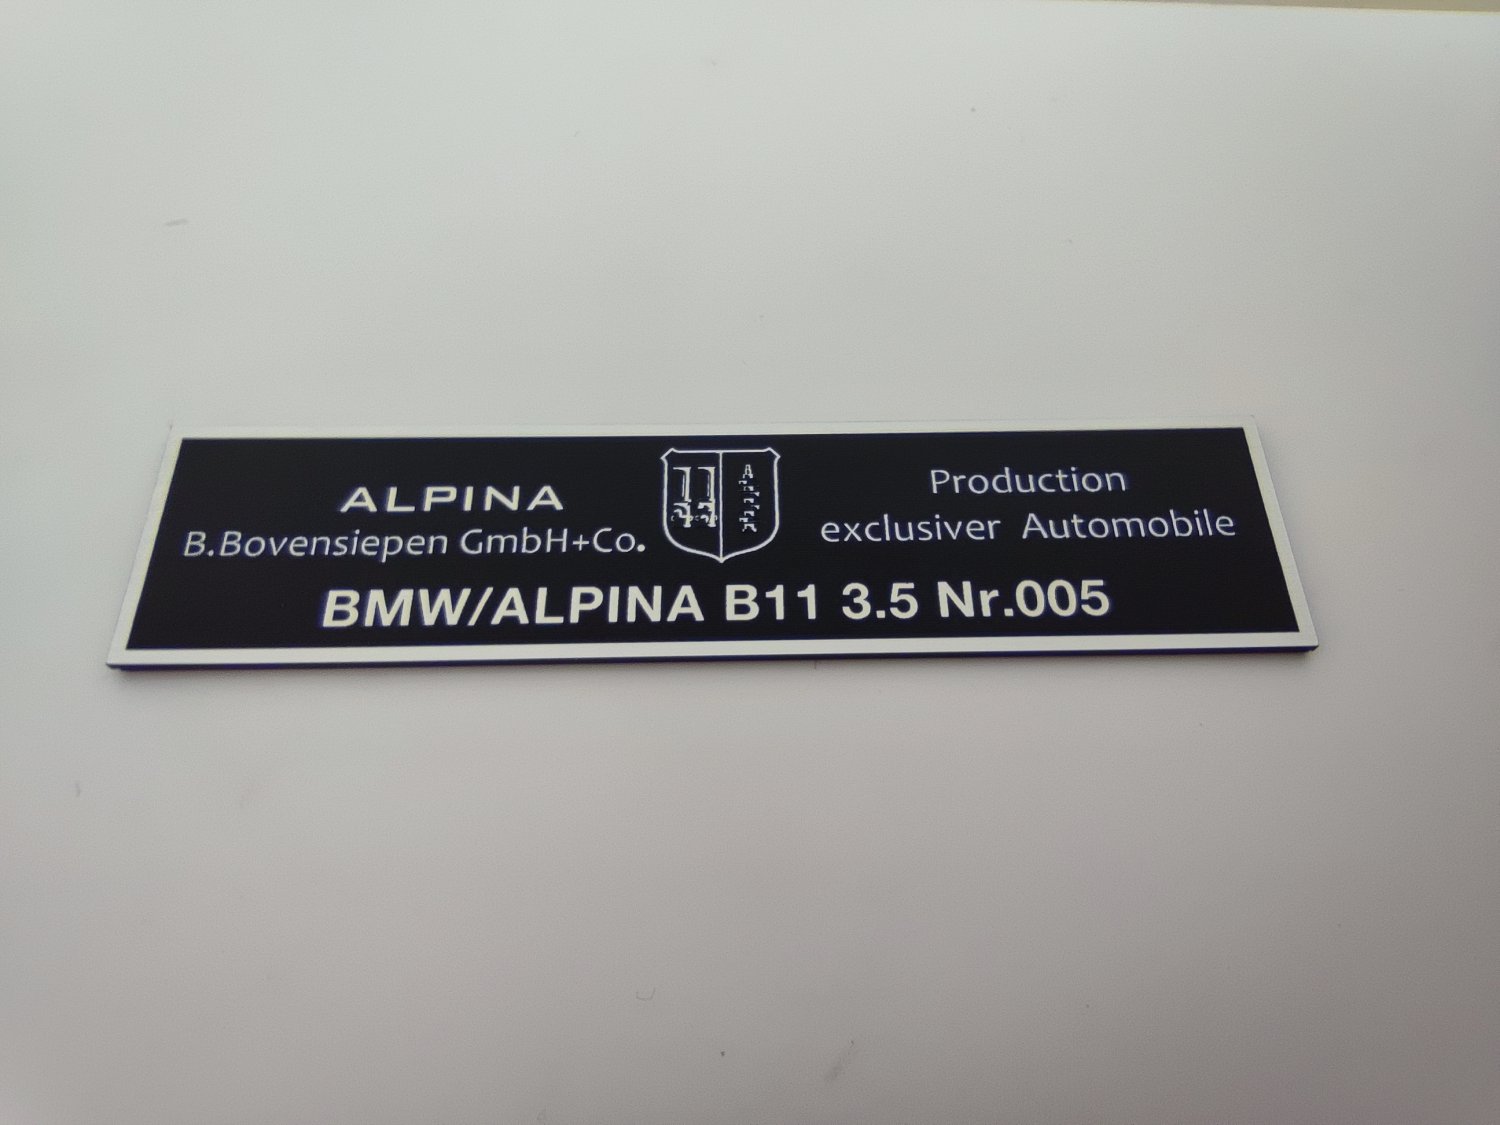 ALPINA
B.Bovensiepen GmbH+Co.
Production
exclusiver Automobile
BMW/ALPINA B11 3.5 Nr.005